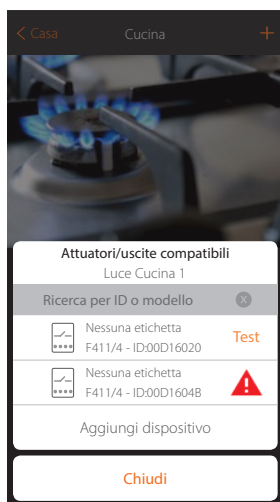 Casa Cucina +
Attuatori/uscite compatibili
Luce Cucina 1
Ricerca per ID o modello x
Nessuna etichetta
F411/4 - ID:00D16020
Test
Nessuna etichetta
F411/4 - ID:00D1604B
Aggiungi dispositivo
Chiudi